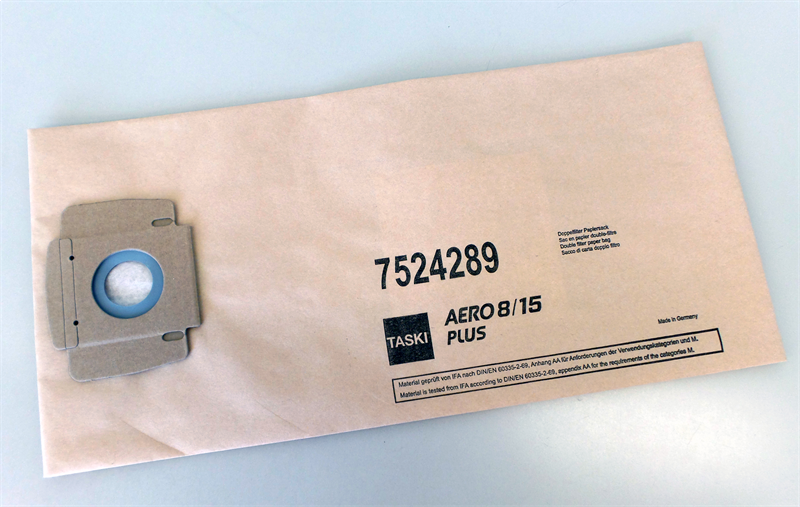 7524289
Doppelfilter Papiersack
Sac en papier double-filtre
Double filter paper bag
Sacco di carta doppio filtro
TASKI
AERO 8/15
PLUS
Made in Germany
Material geprüft von IFA nach DIN/EN 60335-2-69, Anhang AA für Anforderungen der Verwendungskategorien und M.
Material is tested from IFA according to DIN/EN 60335-2-69, appendix AA for the requirements of the categories M.